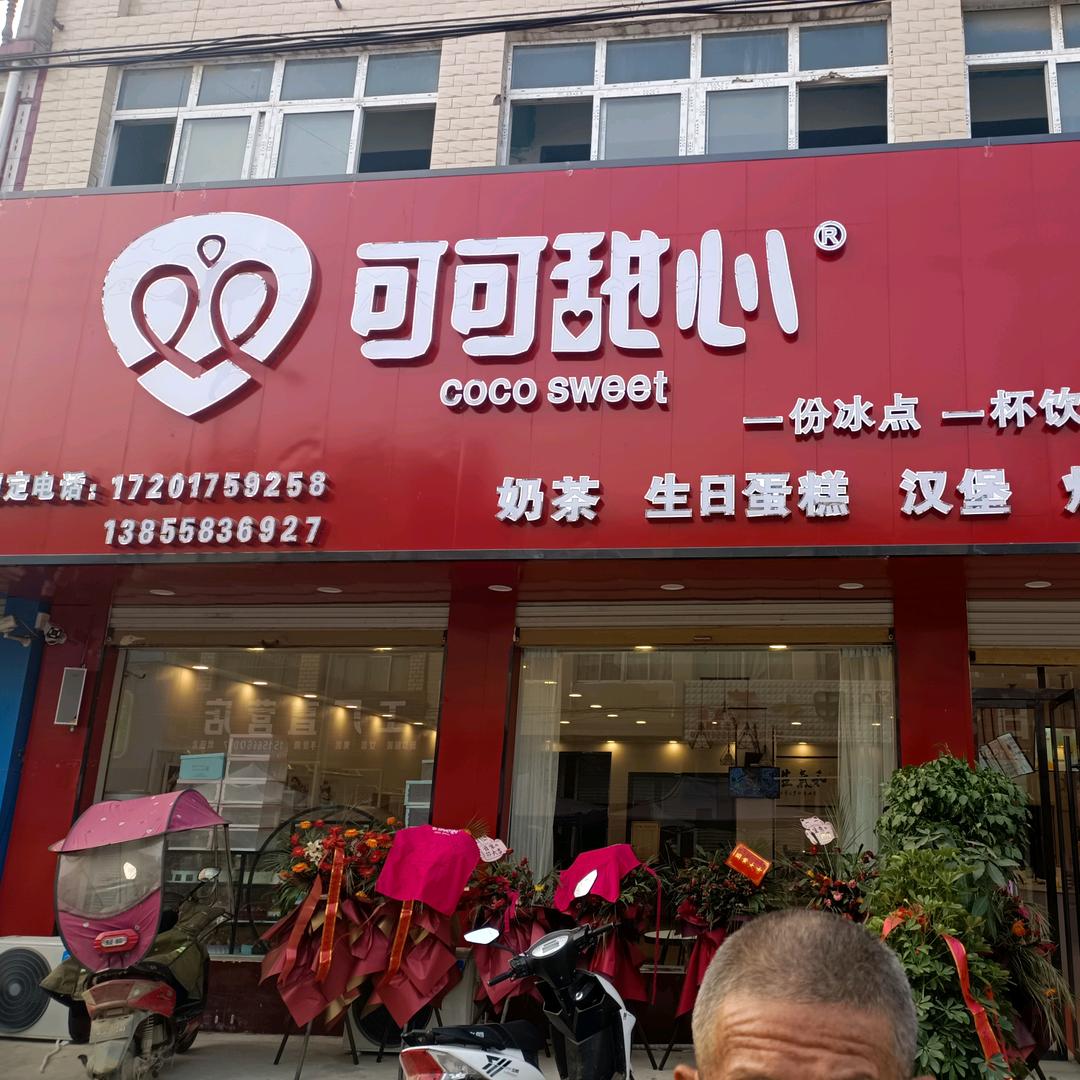 可可甜心®
coco sweet
一份冰点 一杯饮
定电话：17201759258
13855836927
奶茶 生日蛋糕 汉堡